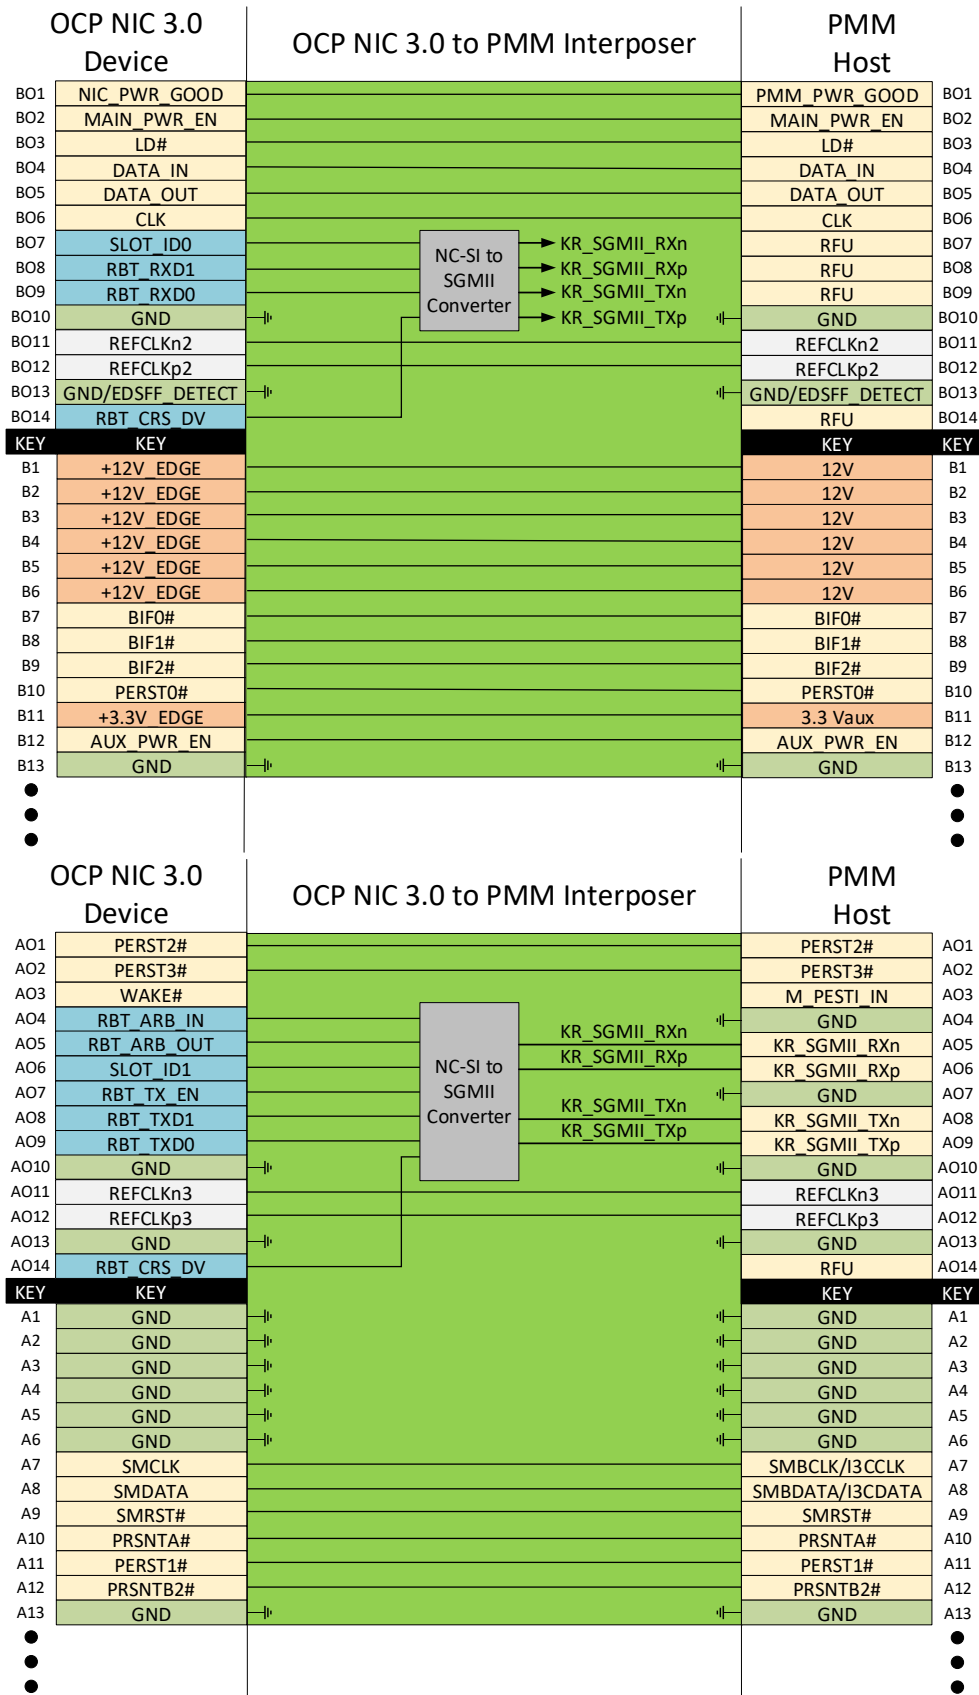 OCP NIC 3.0 Device OCP NIC 3.0 to PMM Interposer PMM Host
BO1 NIC_PWR_GOOD PMM_PWR_GOOD BO1
BO2 MAIN_PWR_EN MAIN_PWR_EN BO2
BO3 LD# LD# BO3
BO4 DATA_IN DATA_IN BO4
BO5 DATA_OUT DATA_OUT BO5
BO6 CLK CLK BO6
BO7 SLOT_ID0 NC-SI to SGMII Converter KR_SGMII_RXn RFU BO7
BO8 RBT_RXD1 KR_SGMII_RXp RFU BO8
BO9 RBT_RXD0 KR_SGMII_TXn RFU BO9
BO10 GND KR_SGMII_TXp GND BO10
BO11 REFCLKn2 REFCLKn2 BO11
BO12 REFCLKp2 REFCLKp2 BO12
BO13 GND/EDSFF_DETECT GND/EDSFF_DETECT BO13
BO14 RBT_CRS_DV RFU BO14
KEY KEY KEY KEY
B1 +12V_EDGE 12V B1
B2 +12V_EDGE 12V B2
B3 +12V_EDGE 12V B3
B4 +12V_EDGE 12V B4
B5 +12V_EDGE 12V B5
B6 +12V_EDGE 12V B6
B7 BIF0# BIF0# B7
B8 BIF1# BIF1# B8
B9 BIF2# BIF2# B9
B10 PERST0# PERST0# B10
B11 +3.3V_EDGE 3.3 Vaux B11
B12 AUX_PWR_EN AUX_PWR_EN B12
B13 GND GND B13
OCP NIC 3.0 Device OCP NIC 3.0 to PMM Interposer PMM Host
AO1 PERST2# PERST2# AO1
AO2 PERST3# PERST3# AO2
AO3 WAKE# M_PESTI_IN AO3
AO4 RBT_ARB_IN GND AO4
AO5 RBT_ARB_OUT KR_SGMII_RXn KR_SGMII_RXn AO5
AO6 SLOT_ID1 NC-SI to SGMII Converter KR_SGMII_RXp KR_SGMII_RXp AO6
AO7 RBT_TX_EN GND AO7
AO8 RBT_TXD1 KR_SGMII_TXn KR_SGMII_TXn AO8
AO9 RBT_TXD0 KR_SGMII_TXp KR_SGMII_TXp AO9
AO10 GND GND AO10
AO11 REFCLKn3 REFCLKn3 AO11
AO12 REFCLKp3 REFCLKp3 AO12
AO13 GND GND AO13
AO14 RBT_CRS_DV RFU AO14
KEY KEY KEY KEY
A1 GND GND A1
A2 GND GND A2
A3 GND GND A3
A4 GND GND A4
A5 GND GND A5
A6 GND GND A6
A7 SMCLK SMBCLK/I3CCLK A7
A8 SMDATA SMBDATA/I3CDATA A8
A9 SMRST# SMRST# A9
A10 PRSNTA# PRSNTA# A10
A11 PERST1# PERST1# A11
A12 PRSNTB2# PRSNTB2# A12
A13 GND GND A13